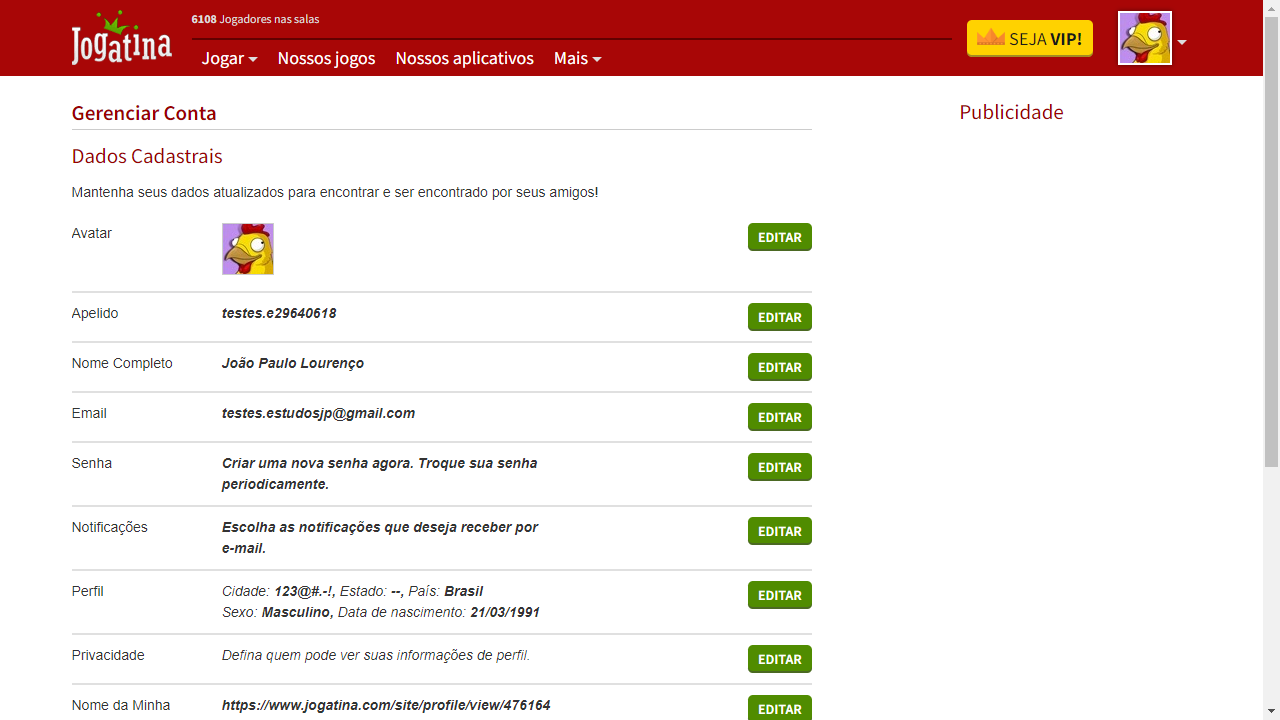 Jogatina
6108 Jogadores nas salas
Jogar
Nossos jogos
Nossos aplicativos
Mais
SEJA VIP!
Gerenciar Conta
Publicidade
Dados Cadastrais
Mantenha seus dados atualizados para encontrar e ser encontrado por seus amigos!
Avatar
EDITAR
Apelido
testes.e29640618
EDITAR
Nome Completo
João Paulo Lourenço
EDITAR
Email
testes.estudosjp@gmail.com
EDITAR
Senha
Criar uma nova senha agora. Troque sua senha
periodicamente.
EDITAR
Notificações
Escolha as notificações que deseja receber por
e-mail.
EDITAR
Perfil
Cidade: 123@#.-!, Estado: --, País: Brasil
Sexo: Masculino, Data de nascimento: 21/03/1991
EDITAR
Privacidade
Defina quem pode ver suas informações de perfil.
EDITAR
Nome da Minha
https://www.jogatina.com/site/profile/view/476164
EDITAR